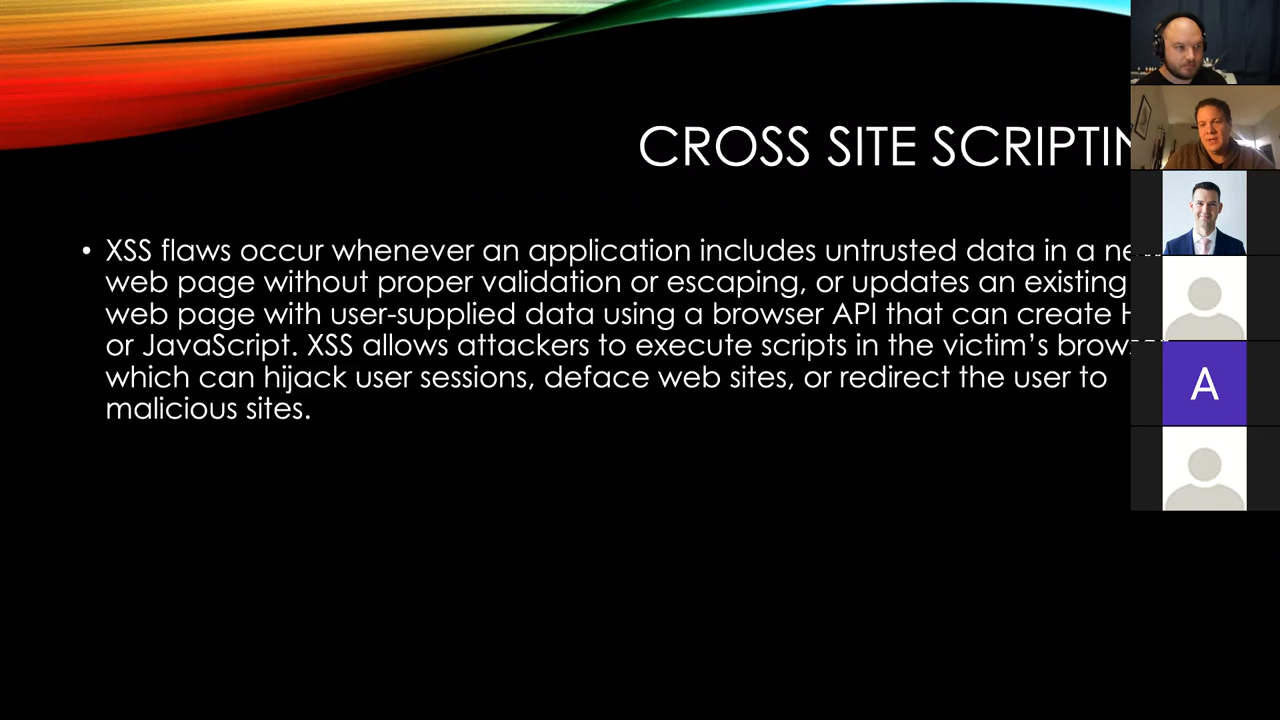 CROSS SITE
XSS flaws occur whenever an application includes untrusted data in a
web page without proper validation or escaping, or updates an existing
web page with user-supplied data using a browser API that can create
or JavaScript. XSS allows attackers to execute scripts in the victim's
which can hijack user sessions, deface web sites, or redirect the user to
malicious sites.
A